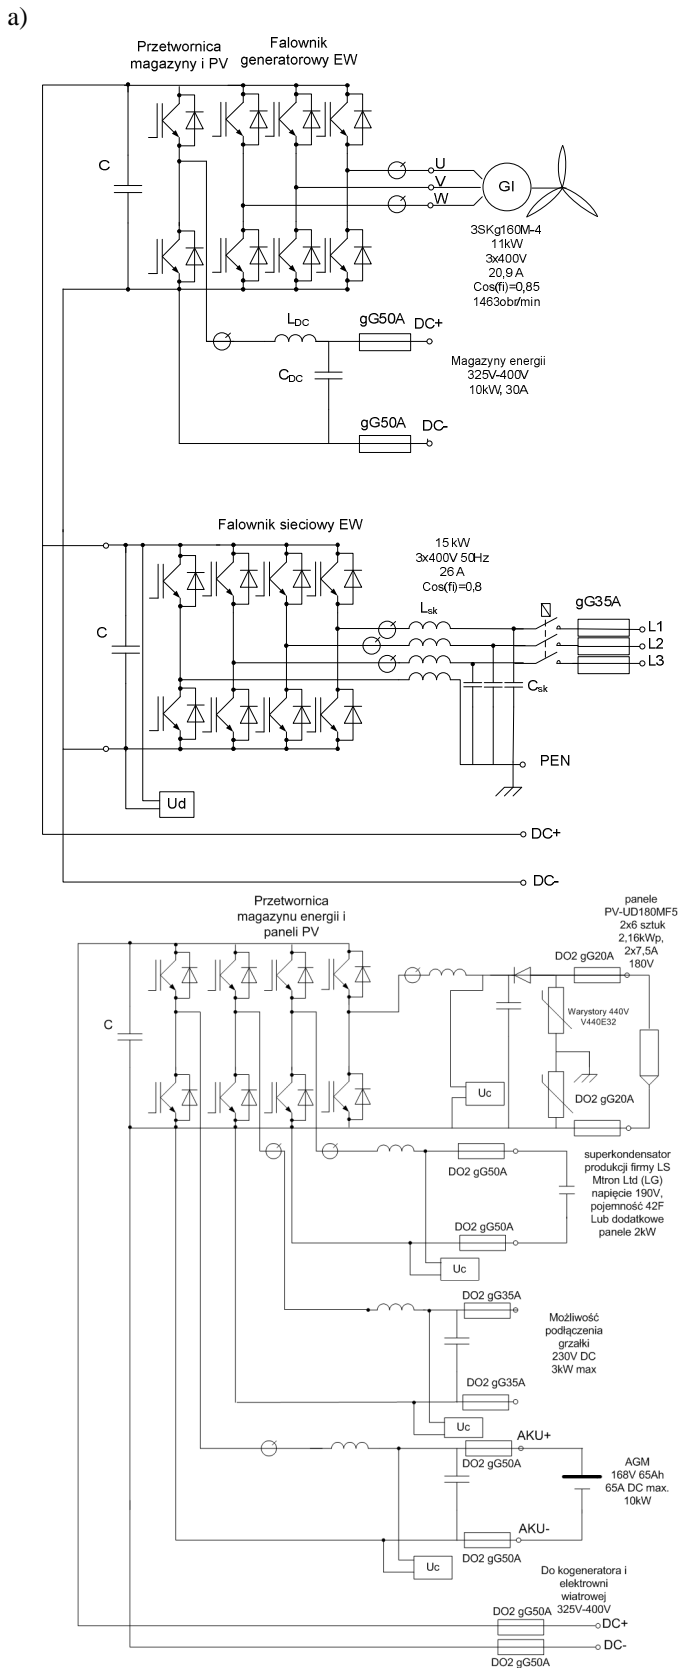 a)
Przetwornica
magazyny i PV
Falownik
generatorowy EW
C
U
V
W
GI
3SKg160M-4
11kW
3x400V
20,9 A
Cos(fi)=0,85
1463obr/min
LDC
gG50A
DC+
CDC
Magazyny energii
325V-400V
10kW, 30A
gG50A
DC-
Falownik sieciowy EW
15 kW
3x400V 50Hz
26 A
Cos(fi)=0,8
Lsk
gG35A
C
L1
L2
L3
Csk
PEN
Ud
DC+
DC-
Przetwornica
magazynu energii i
paneli PV
panele
PV-UD180MF5
2x6 sztuk
2,16kWp,
2x7,5A
180V
DO2 gG20A
C
Warystory 440V
V440E32
Uc
DO2 gG20A
DO2 gG50A
superkondensator
produkcji firmy LS
Mtron Ltd (LG)
napięcie 190V,
pojemność 42F
Lub dodatkowe
panele 2kW
DO2 gG50A
Uc
DO2 gG35A
Możliwość
podłączenia
grzałki
230V DC
3kW max
DO2 gG35A
Uc
AKU+
DO2 gG50A
AGM
168V 65Ah
65A DC max.
10kW
AKU-
DO2 gG50A
Uc
Do kogeneratora i
elektrowni
wiatrowej
325V-400V
DO2 gG50A
DC+
DC-
DO2 gG50A